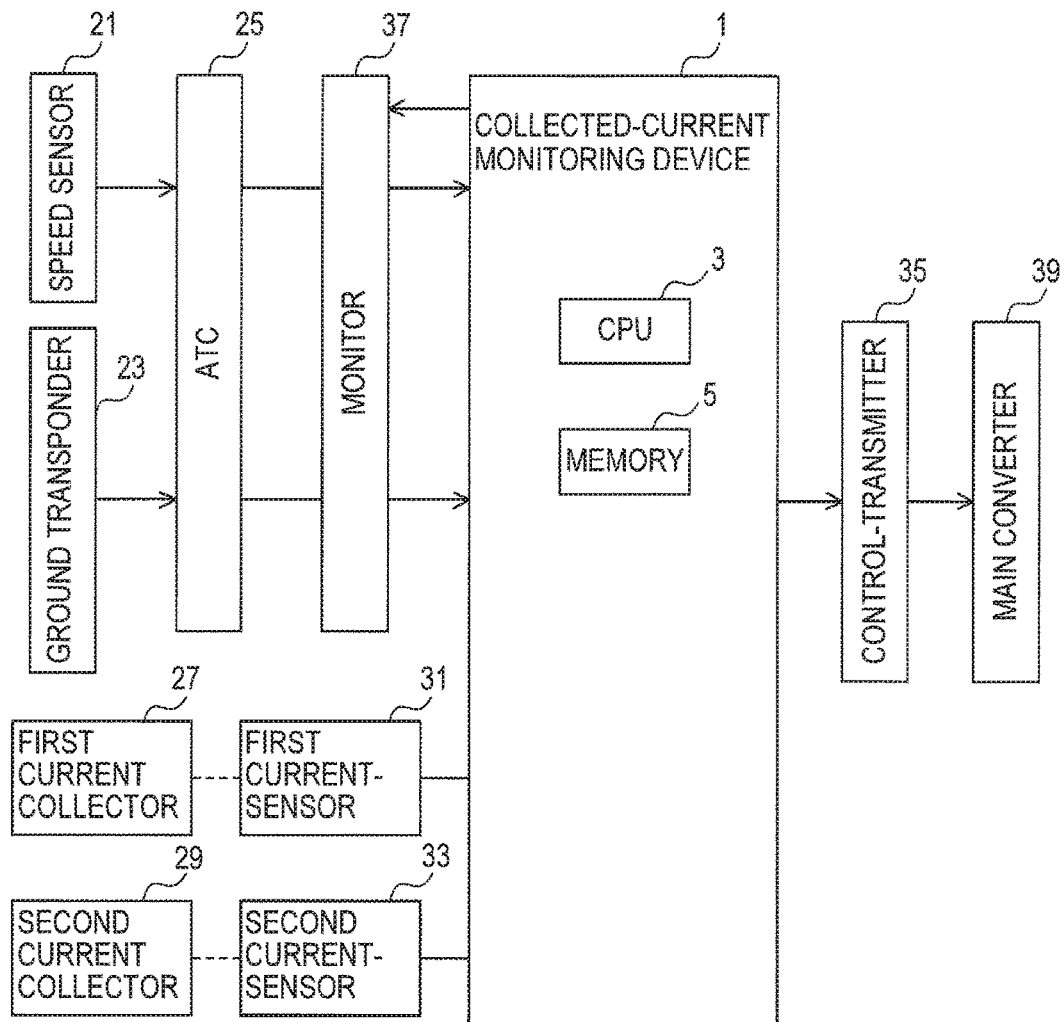 21
25
37
1
SPEED SENSOR
ATC
MONITOR
COLLECTED-CURRENT
MONITORING DEVICE
3
CPU
5
MEMORY
35
39
CONTROL-TRANSMITTER
MAIN CONVERTER
GROUND TRANSPONDER
23
27
31
FIRST
CURRENT
COLLECTOR
FIRST
CURRENT-
SENSOR
29
33
SECOND
CURRENT
COLLECTOR
SECOND
CURRENT-
SENSOR